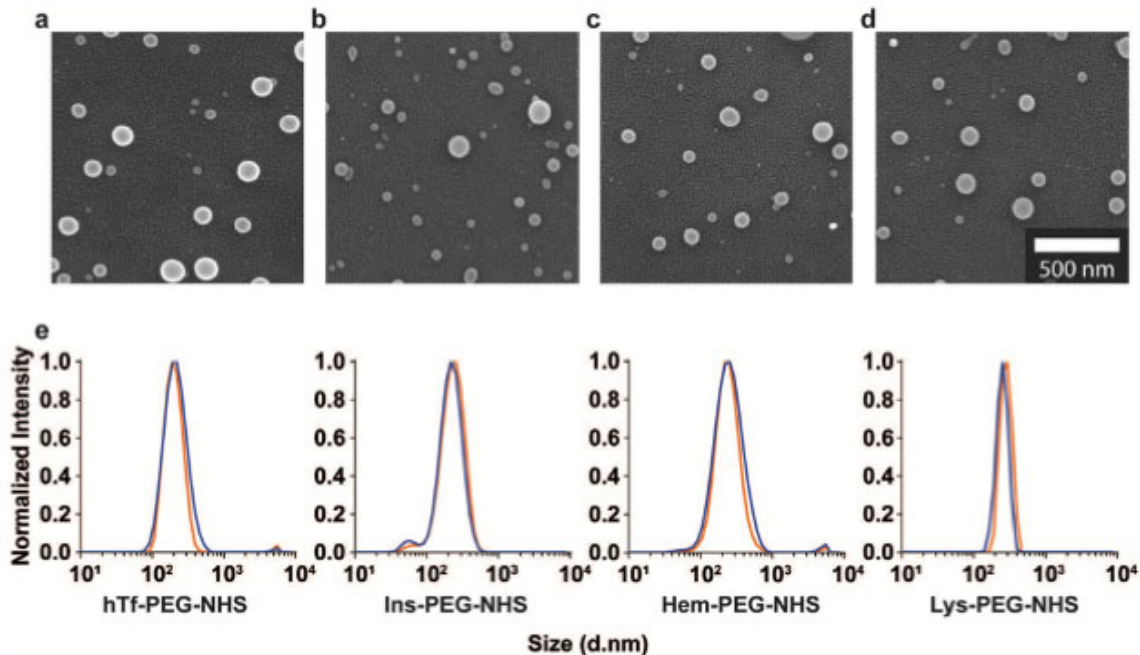 a b c d
500 nm
e
Normalized Intensity
1.0 1.0 1.0 1.0
0.8 0.8 0.8 0.8
0.6 0.6 0.6 0.6
0.4 0.4 0.4 0.4
0.2 0.2 0.2 0.2
0.0 0.0 0.0 0.0
10¹ 10² 10³ 10⁴ 10¹ 10² 10³ 10⁴ 10¹ 10² 10³ 10⁴ 10¹ 10² 10³ 10⁴
hTf-PEG-NHS Ins-PEG-NHS Hem-PEG-NHS Lys-PEG-NHS
Size (d.nm)